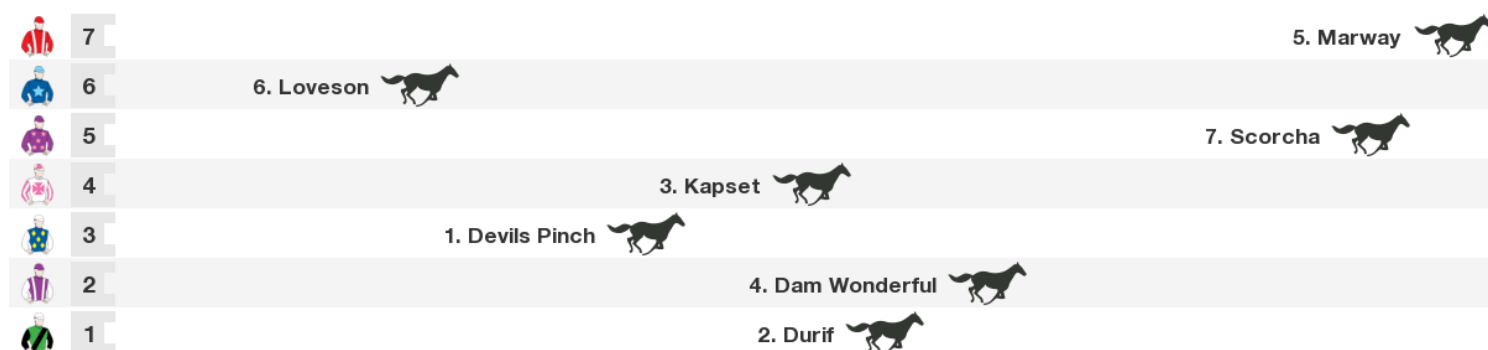 7 5. Marway
6 6. Loveson
5 7. Scorcha
4 3. Kapset
3 1. Devils Pinch
2 4. Dam Wonderful
1 2. Durif